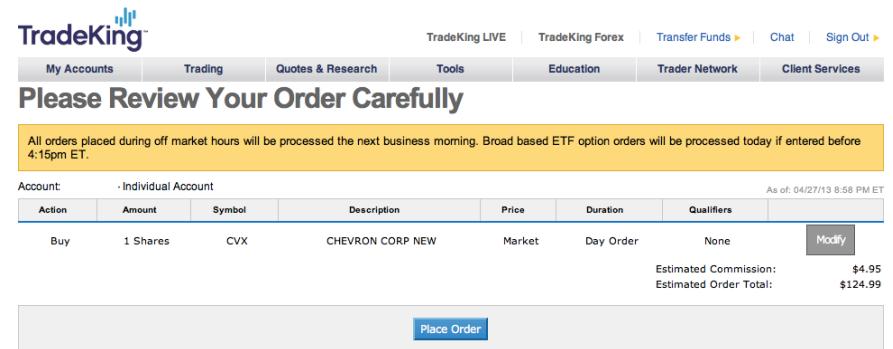 TradeKing
TradeKing LIVE TradeKing Forex Transfer Funds Chat Sign Out
My Accounts Trading Quotes & Research Tools Education Trader Network Client Services
Please Review Your Order Carefully
All orders placed during off market hours will be processed the next business morning. Broad based ETF option orders will be processed today if entered before
4:15pm ET.
Account: - Individual Account
As of: 04/27/13 8:58 PM ET
Action Amount Symbol Description Price Duration Qualifiers
Buy 1 Shares CVX CHEVRON CORP NEW Market Day Order None Modify
Estimated Commission: $4.95
Estimated Order Total: $124.99
Place Order